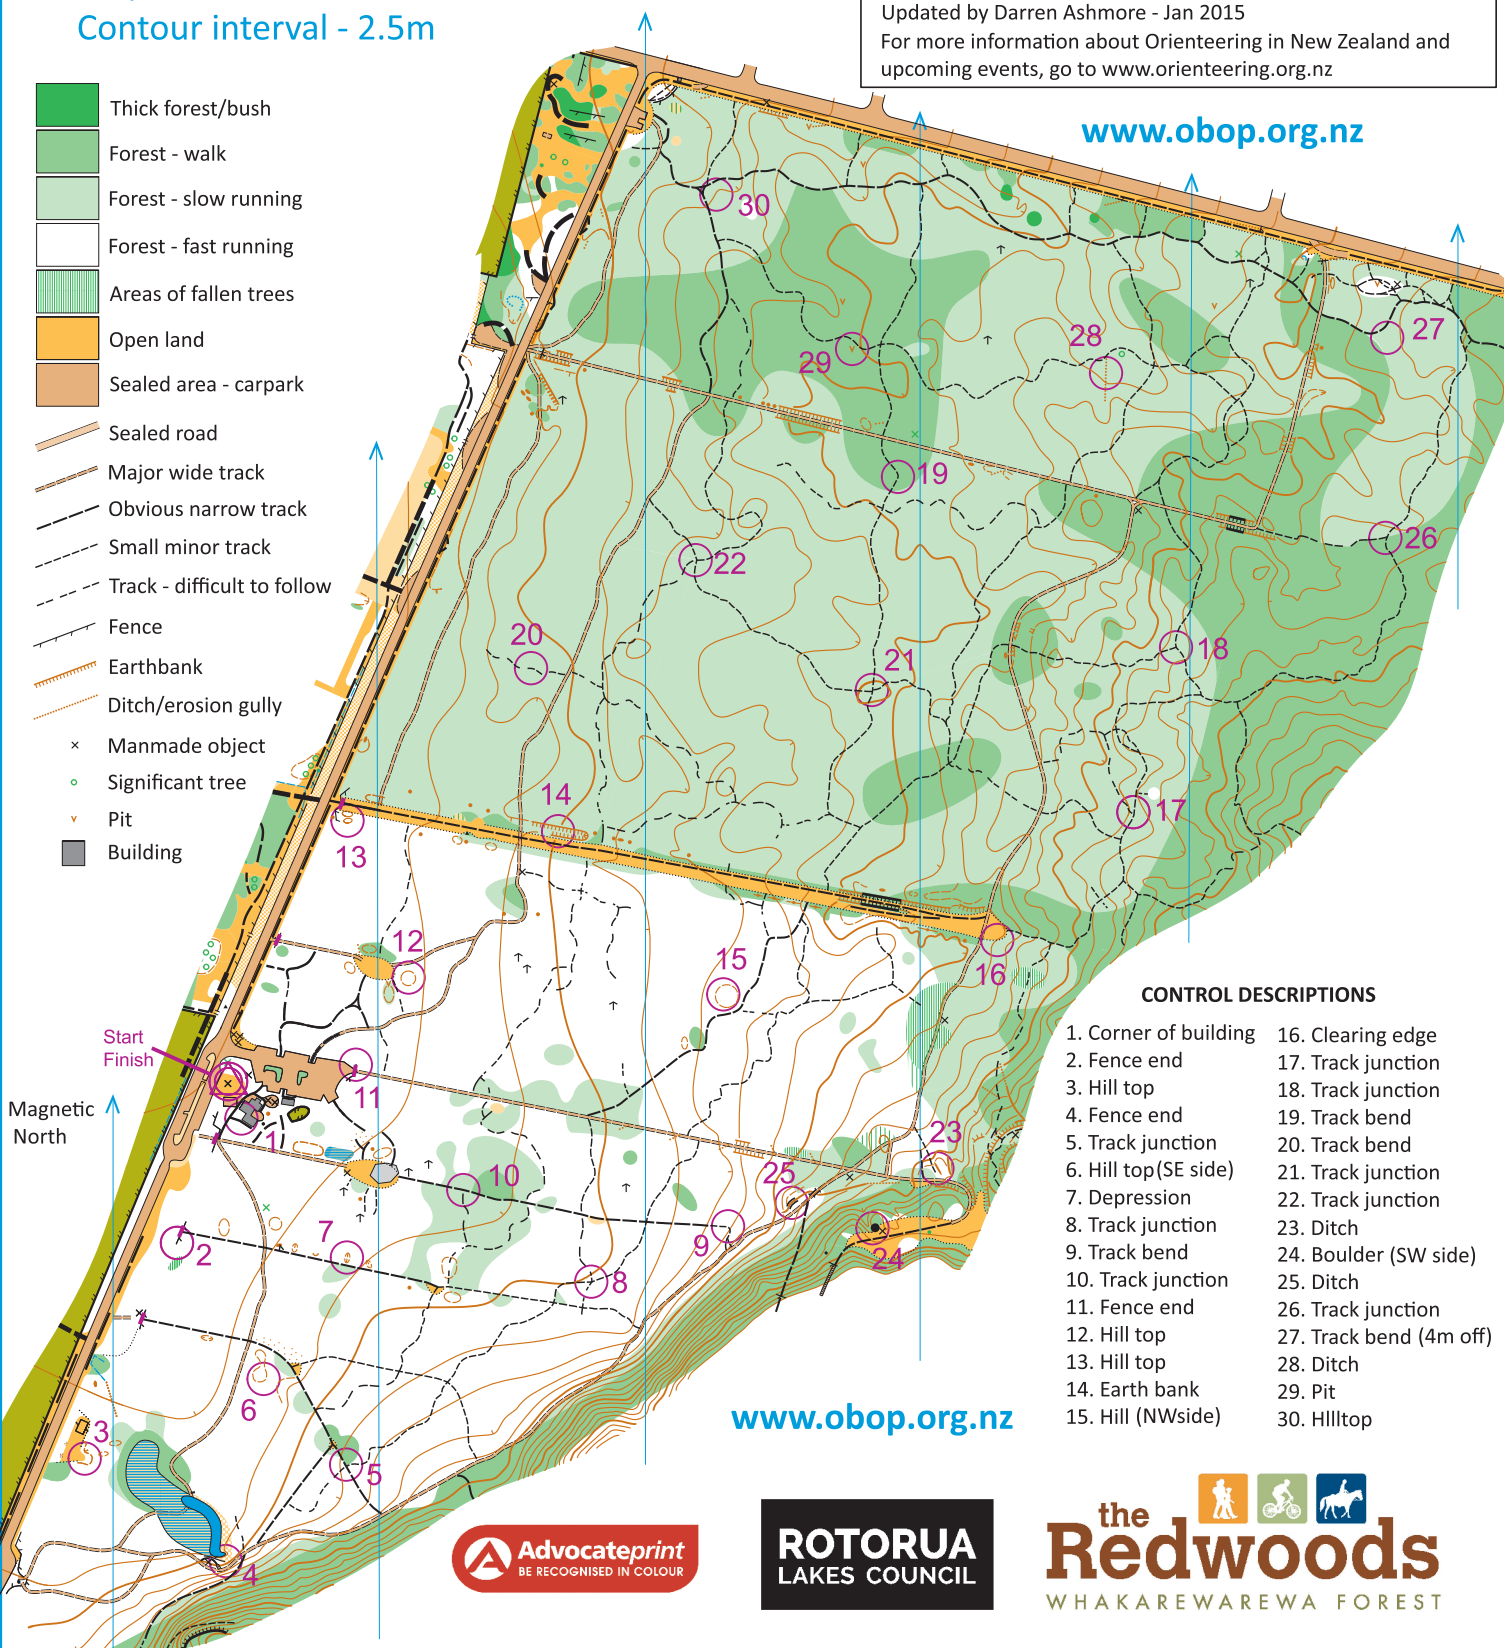 Contour interval - 2.5m
Updated by Darren Ashmore - Jan 2015
For more information about Orienteering in New Zealand and
upcoming events, go to www.orienteering.org.nz
www.obop.org.nz
Thick forest/bush
Forest - walk
Forest - slow running
Forest - fast running
Areas of fallen trees
Open land
Sealed area - carpark
Sealed road
Major wide track
Obvious narrow track
Small minor track
Track - difficult to follow
Fence
Earthbank
Ditch/erosion gully
Manmade object
Significant tree
Pit
Building
30
29
28
27
19
26
22
20
21
18
14
17
13
12
15
16
Start
Finish
11
Magnetic
North
1
23
10
25
2
7
9
24
8
6
3
5
4
CONTROL DESCRIPTIONS
1. Corner of building
2. Fence end
3. Hill top
4. Fence end
5. Track junction
6. Hill top(SE side)
7. Depression
8. Track junction
9. Track bend
10. Track junction
11. Fence end
12. Hill top
13. Hill top
14. Earth bank
15. Hill (NWside)
16. Clearing edge
17. Track junction
18. Track junction
19. Track bend
20. Track bend
21. Track junction
22. Track junction
23. Ditch
24. Boulder (SW side)
25. Ditch
26. Track junction
27. Track bend (4m off)
28. Ditch
29. Pit
30. HIlltop
www.obop.org.nz
Advocateprint
BE RECOGNISED IN COLOUR
ROTORUA
LAKES COUNCIL
the
Redwoods
WHAKAREWAREWA FOREST